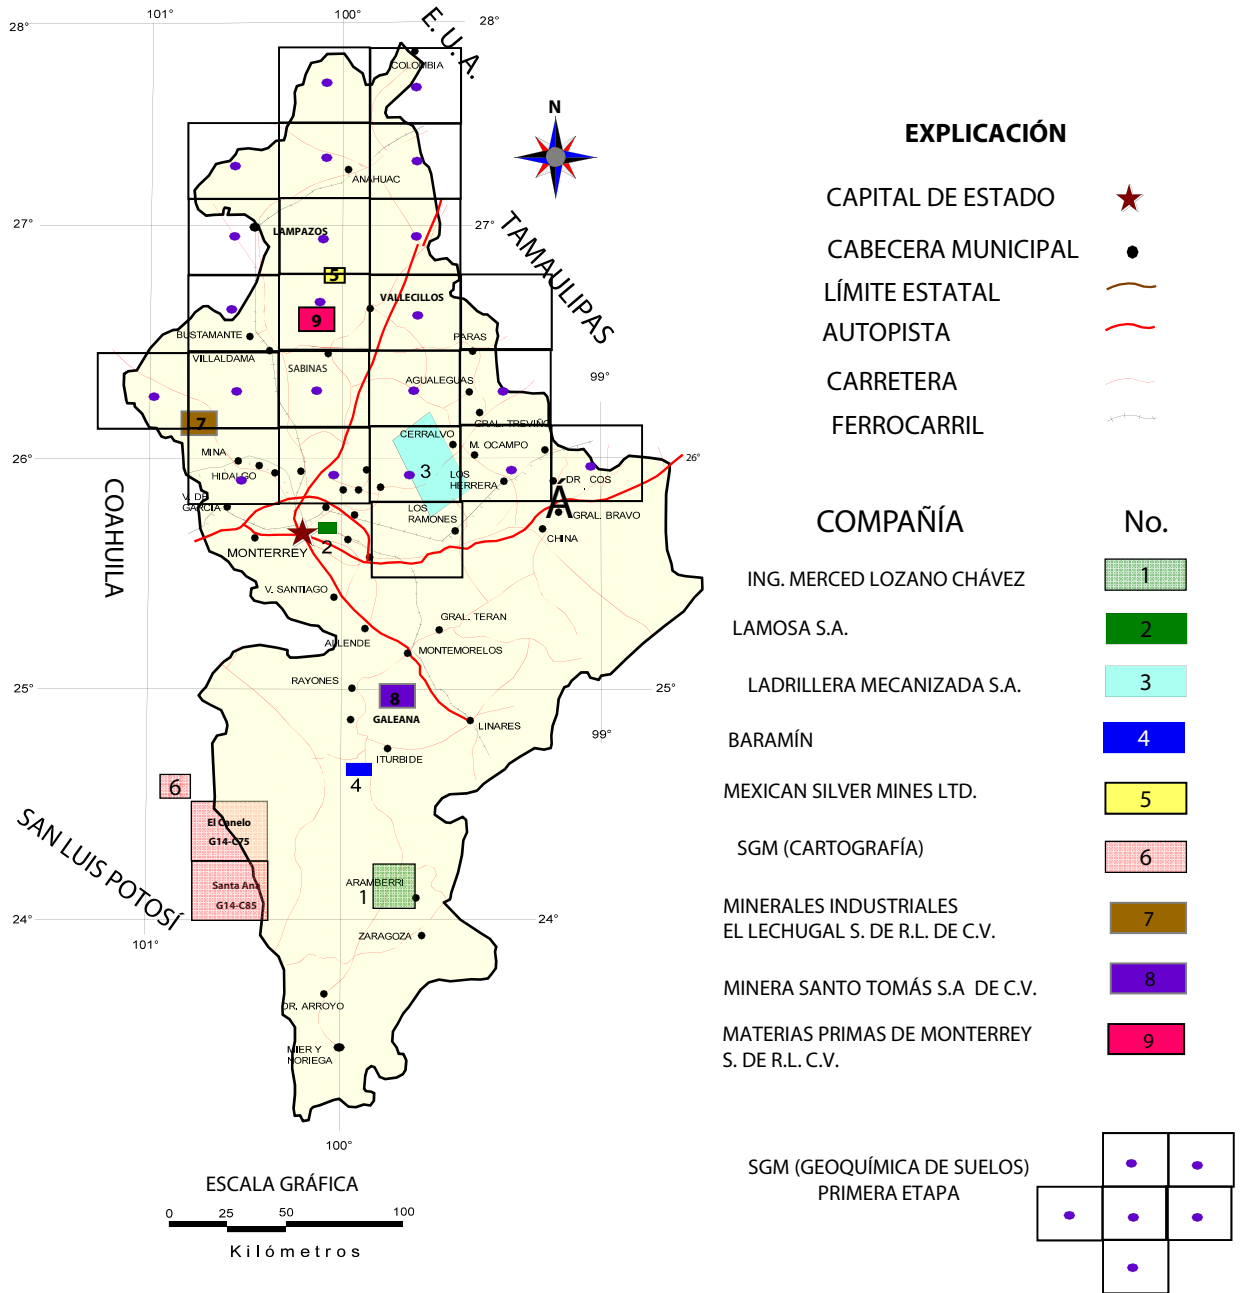 101°
100°
28°
28°
E. U. A.
COLOMBIA
N
ANAHUAC
27°
27°
LAMPAZOS
TAMAULIPAS
5
VALLECILLOS
9
BUSTAMANTE
PARAS
VILLALDAMA
SABINAS
99°
AGUALEGUAS
7
GRAL. TREVIÑO
CERRALVO
M. OCAMPO
MINA
26°
26°
HIDALGO
3
LOS
HERRERA
DR. COS
COAHUILA
V. DE
GARCIA
LOS
RAMONES
Á
GRAL. BRAVO
CHINA
MONTERREY
2
V. SANTIAGO
GRAL. TERAN
ALLENDE
MONTEMORELOS
RAYONES
25°
25°
8
GALEANA
LINARES
99°
ITURBIDE
4
6
SAN LUIS POTOSÍ
El Canelo
G14-C75
Santa Ana
G14-C85
ARAMBERRI
1
24°
24°
101°
ZARAGOZA
DR. ARROYO
MIER Y
NORIEGA
100°
ESCALA GRÁFICA
0 25 50 100
Kilómetros
EXPLICACIÓN
CAPITAL DE ESTADO
CABECERA MUNICIPAL
LÍMITE ESTATAL
AUTOPISTA
CARRETERA
FERROCARRIL
COMPAÑÍA No.
ING. MERCED LOZANO CHÁVEZ 1
LAMOSA S.A. 2
LADRILLERA MECANIZADA S.A. 3
BARAMÍN 4
MEXICAN SILVER MINES LTD. 5
SGM (CARTOGRAFÍA) 6
MINERALES INDUSTRIALES
EL LECHUGAL S. DE R.L. DE C.V. 7
MINERA SANTO TOMÁS S.A DE C.V. 8
MATERIAS PRIMAS DE MONTERREY
S. DE R.L. C.V. 9
SGM (GEOQUÍMICA DE SUELOS)
PRIMERA ETAPA